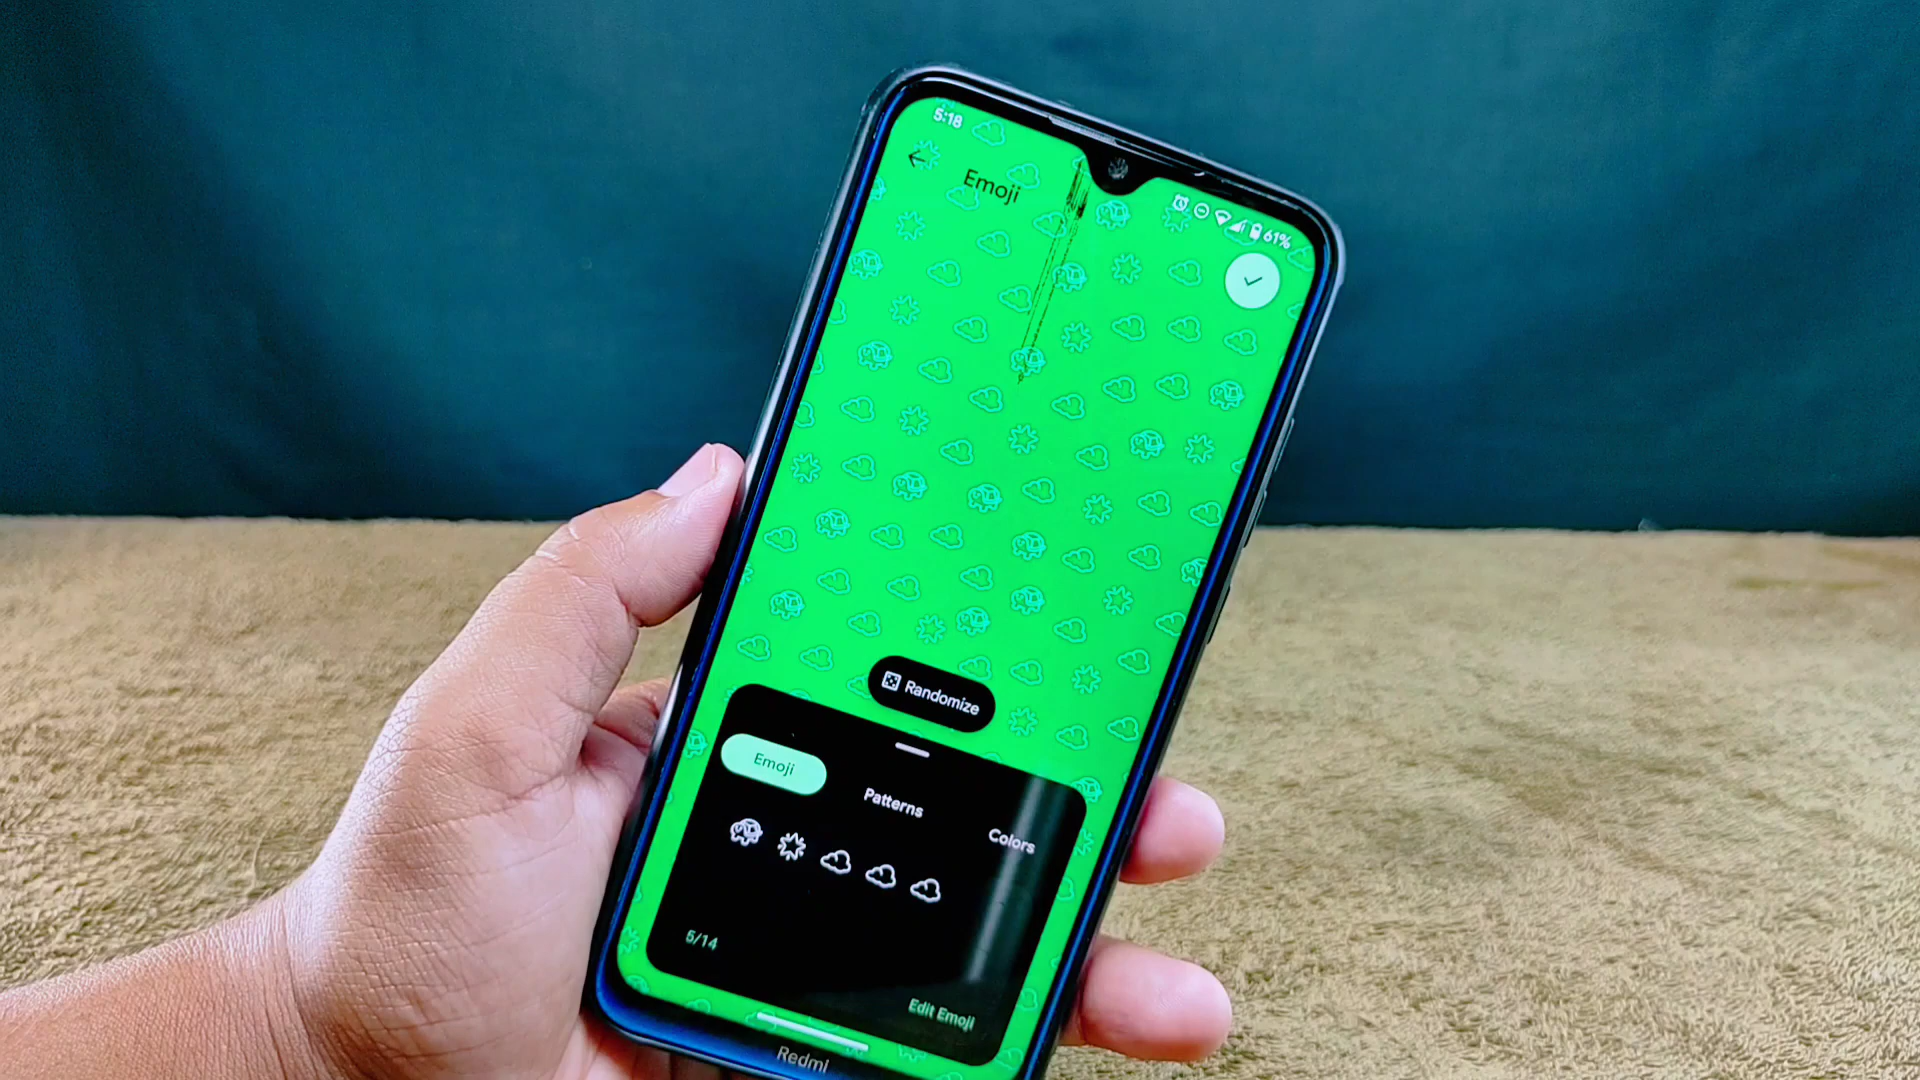 5:18
61%
Emoji
Randomize
Emoji
Patterns
Colors
5/14
Edit Emoji
Redmi